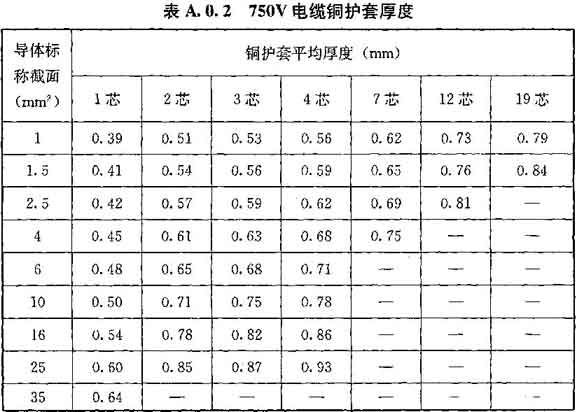 表 A.0.2 750V 电缆铜护套厚度
导体标称截面(mm²) 铜护套平均厚度(mm)
1芯 2芯 3芯 4芯 7芯 12芯 19芯
1 0.39 0.51 0.53 0.56 0.62 0.73 0.79
1.5 0.41 0.54 0.56 0.59 0.65 0.76 0.84
2.5 0.42 0.57 0.59 0.62 0.69 0.81 —
4 0.45 0.61 0.63 0.68 0.75 — —
6 0.48 0.65 0.68 0.71 — — —
10 0.50 0.71 0.75 0.78 — — —
16 0.54 0.78 0.82 0.86 — — —
25 0.60 0.85 0.87 0.93 — — —
35 0.64 — — — — — —